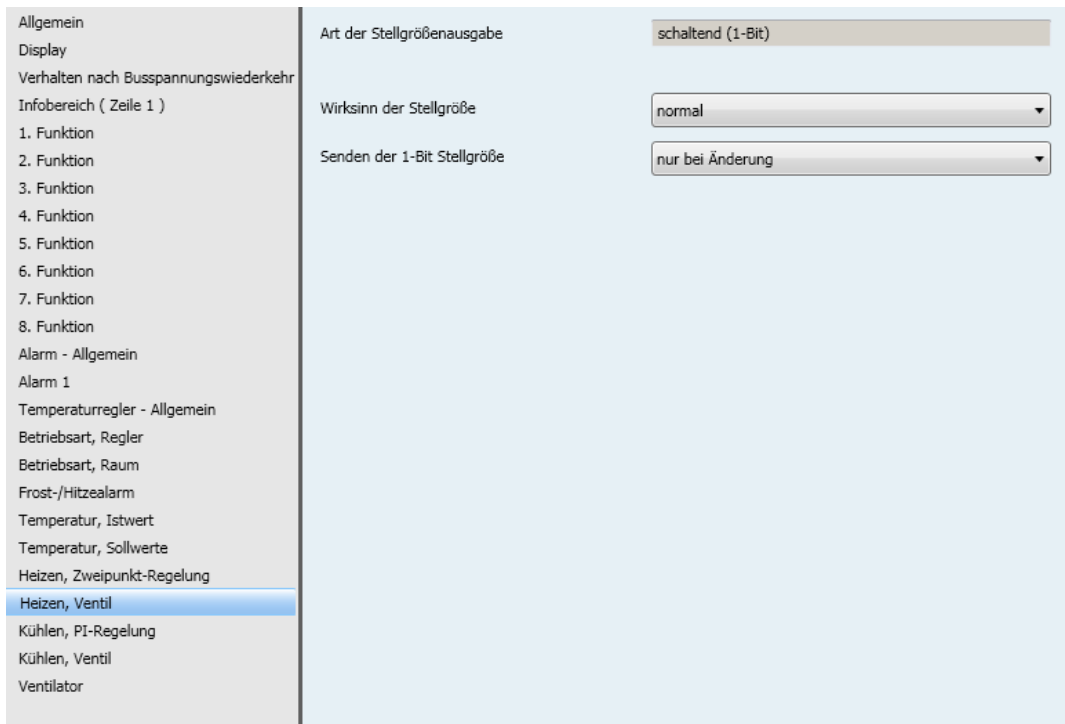 Allgemein
Display
Verhalten nach Busspannungswiederkehr
Infobereich ( Zeile 1 )
1. Funktion
2. Funktion
3. Funktion
4. Funktion
5. Funktion
6. Funktion
7. Funktion
8. Funktion
Alarm - Allgemein
Alarm 1
Temperaturregler - Allgemein
Betriebsart, Regler
Betriebsart, Raum
Frost-/Hitzealarm
Temperatur, Istwert
Temperatur, Sollwerte
Heizen, Zweipunkt-Regelung
Heizen, Ventil
Kühlen, PI-Regelung
Kühlen, Ventil
Ventilator
Art der Stellgrößenausgabe schaltend (1-Bit)
Wirksinn der Stellgröße normal
Senden der 1-Bit Stellgröße nur bei Änderung